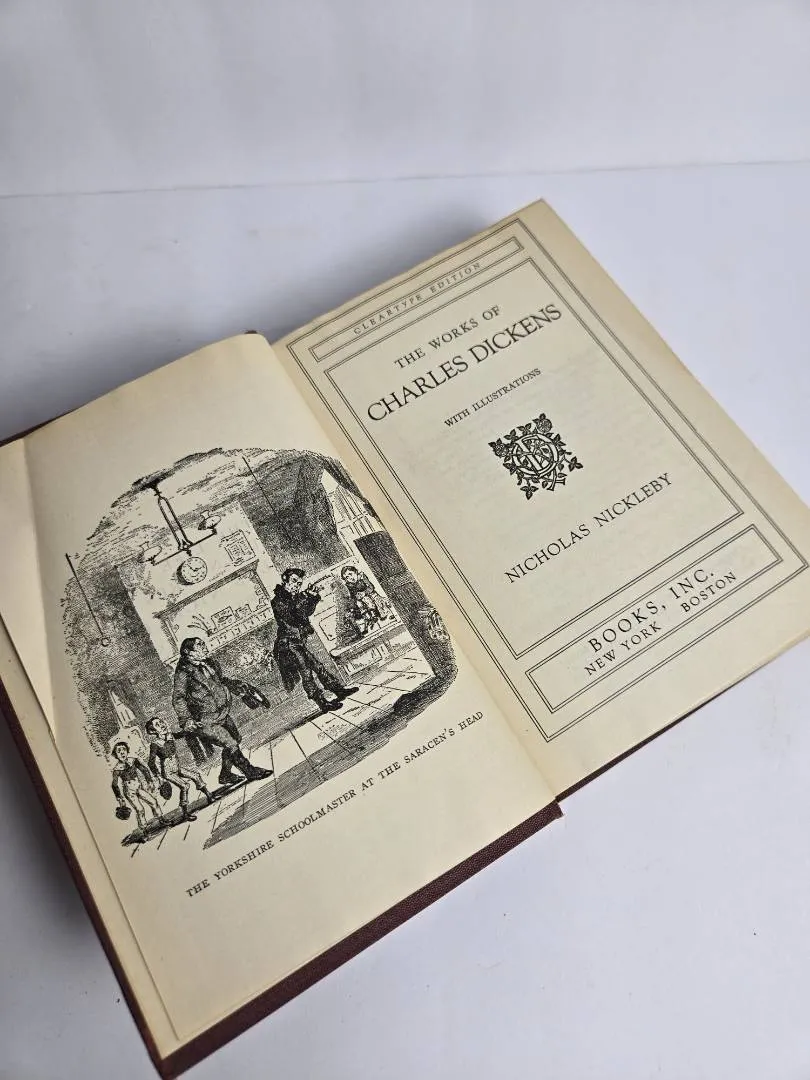 THE YORKSHIRE SCHOOLMASTER AT THE SARACEN'S HEAD
CLEARTYPE EDITION
THE WORKS OF
CHARLES DICKENS
WITH ILLUSTRATIONS
NICHOLAS NICKLEBY
BOOKS, INC.
NEW YORK · BOSTON